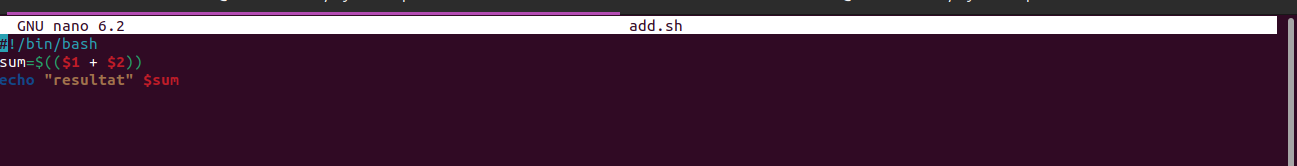 GNU nano 6.2 add.sh
#!/bin/bash
sum=$(($1 + $2))
echo "resultat" $sum